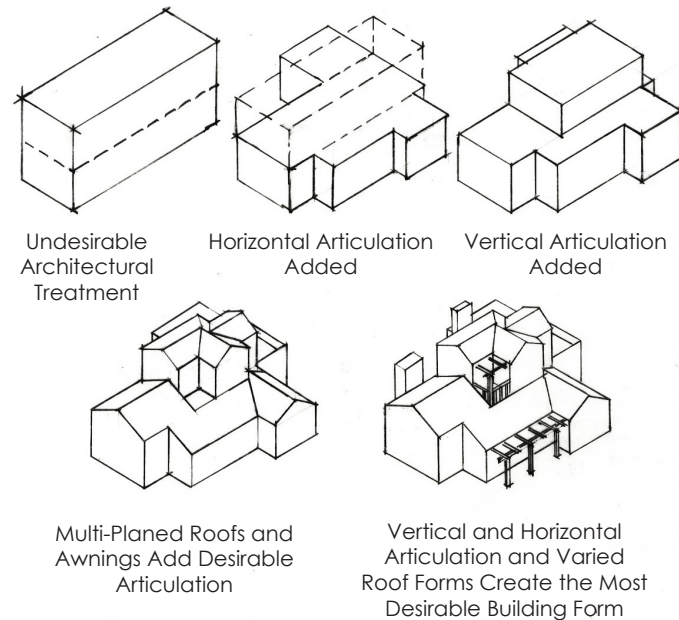 Undesirable
Architectural
Treatment
Horizontal Articulation
Added
Vertical Articulation
Added
Multi-Planed Roofs and
Awnings Add Desirable
Articulation
Vertical and Horizontal
Articulation and Varied
Roof Forms Create the Most
Desirable Building Form